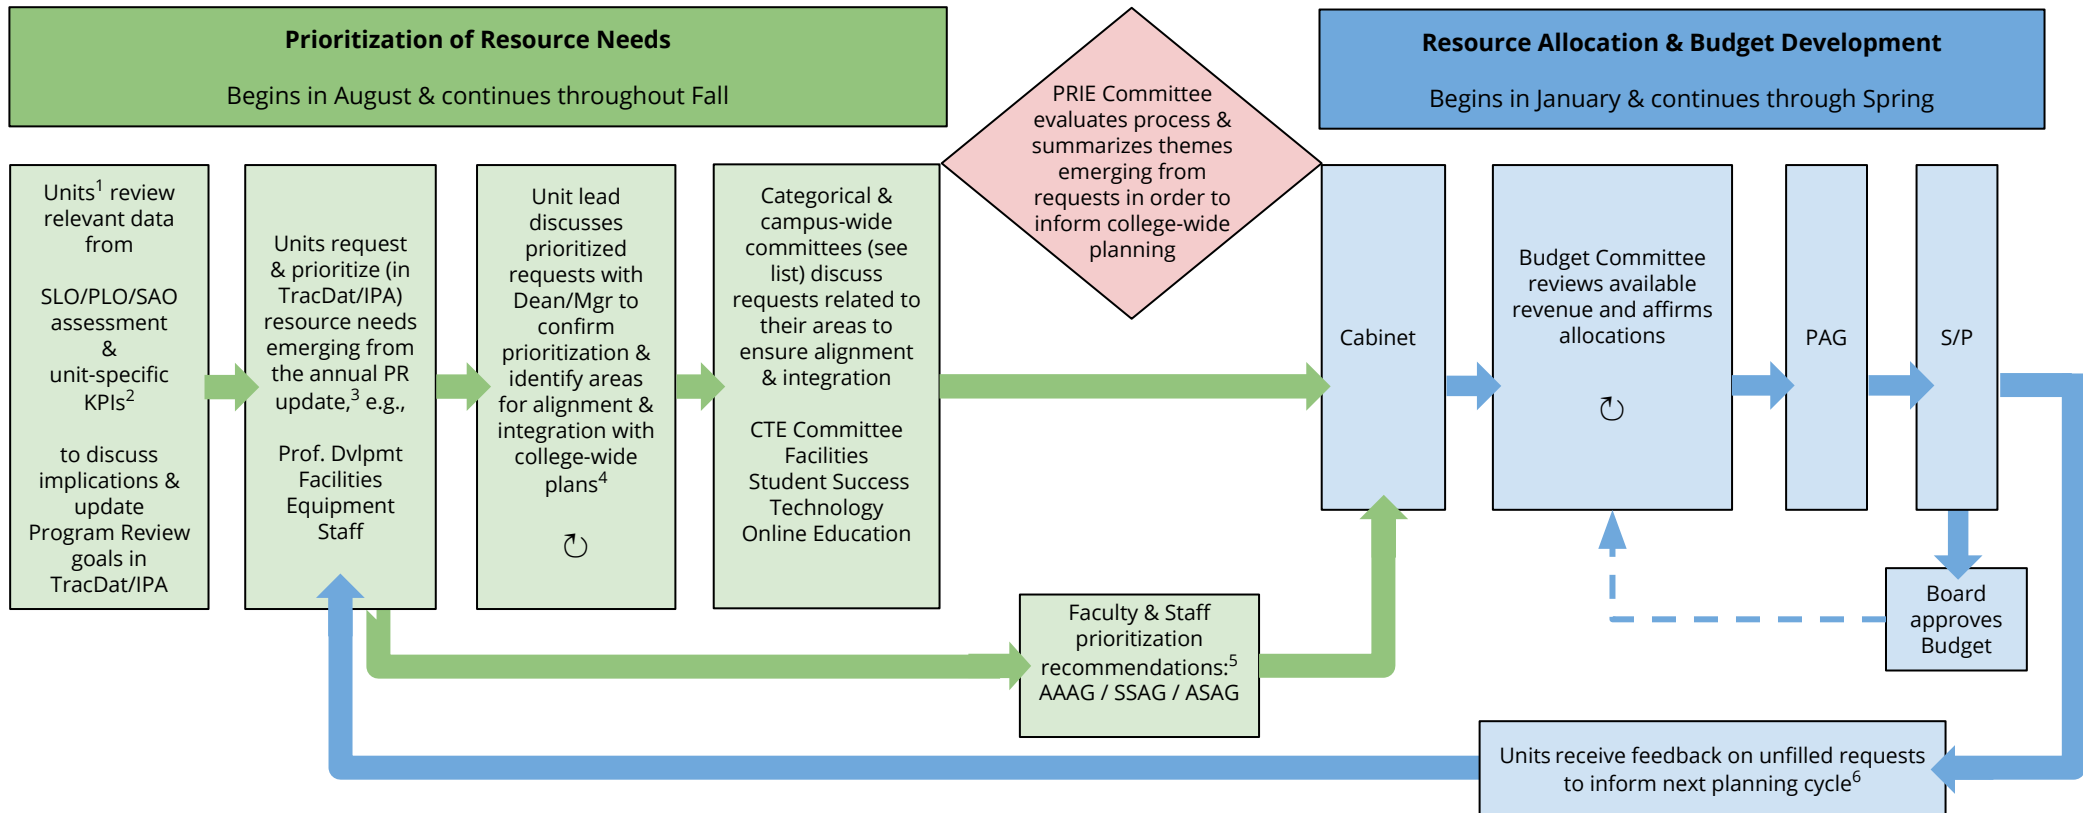 Prioritization of Resource Needs
Begins in August & continues throughout Fall
PRIE Committee
evaluates process &
summarizes themes
emerging from
requests in order to
inform college-wide
planning
Resource Allocation & Budget Development
Begins in January & continues through Spring
Units¹ review
relevant data
from
SLO/PLO/SAO
assessment
&
unit-specific
KPIs²
to discuss
implications &
update
Program Review
goals in
TracDat/IPA
Units request
& prioritize (in
TracDat/IPA)
resource needs
emerging from
the annual PR
update,³ e.g.,
Prof. Dvlpmt
Facilities
Equipment
Staff
Unit lead
discusses
prioritized
requests with
Dean/Mgr to
confirm
prioritization &
identify areas
for alignment &
integration with
college-wide
plans⁴
↻
Categorical &
campus-wide
committees (see
list) discuss
requests related to
their areas to
ensure alignment
& integration
CTE Committee
Facilities
Student Success
Technology
Online Education
Faculty & Staff
prioritization
recommendations:⁵
AAAG / SSAG / ASAG
Cabinet
Budget Committee
reviews available
revenue and affirms
allocations
↻
PAG
S/P
Board
approves
Budget
Units receive feedback on unfilled requests
to inform next planning cycle⁶